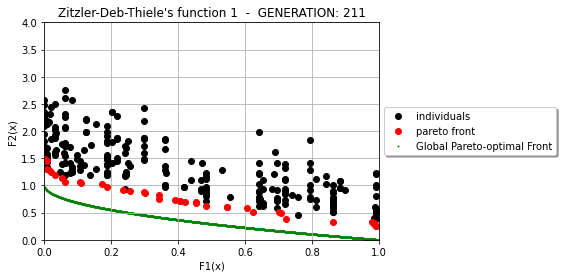 Zitzler-Deb-Thiele's function 1 - GENERATION: 211
4.0
3.5
3.0
2.5
2.0
1.5
1.0
0.5
0.0
F2(x)
0.0 0.2 0.4 0.6 0.8 1.0
F1(x)
individuals
pareto front
Global Pareto-optimal Front